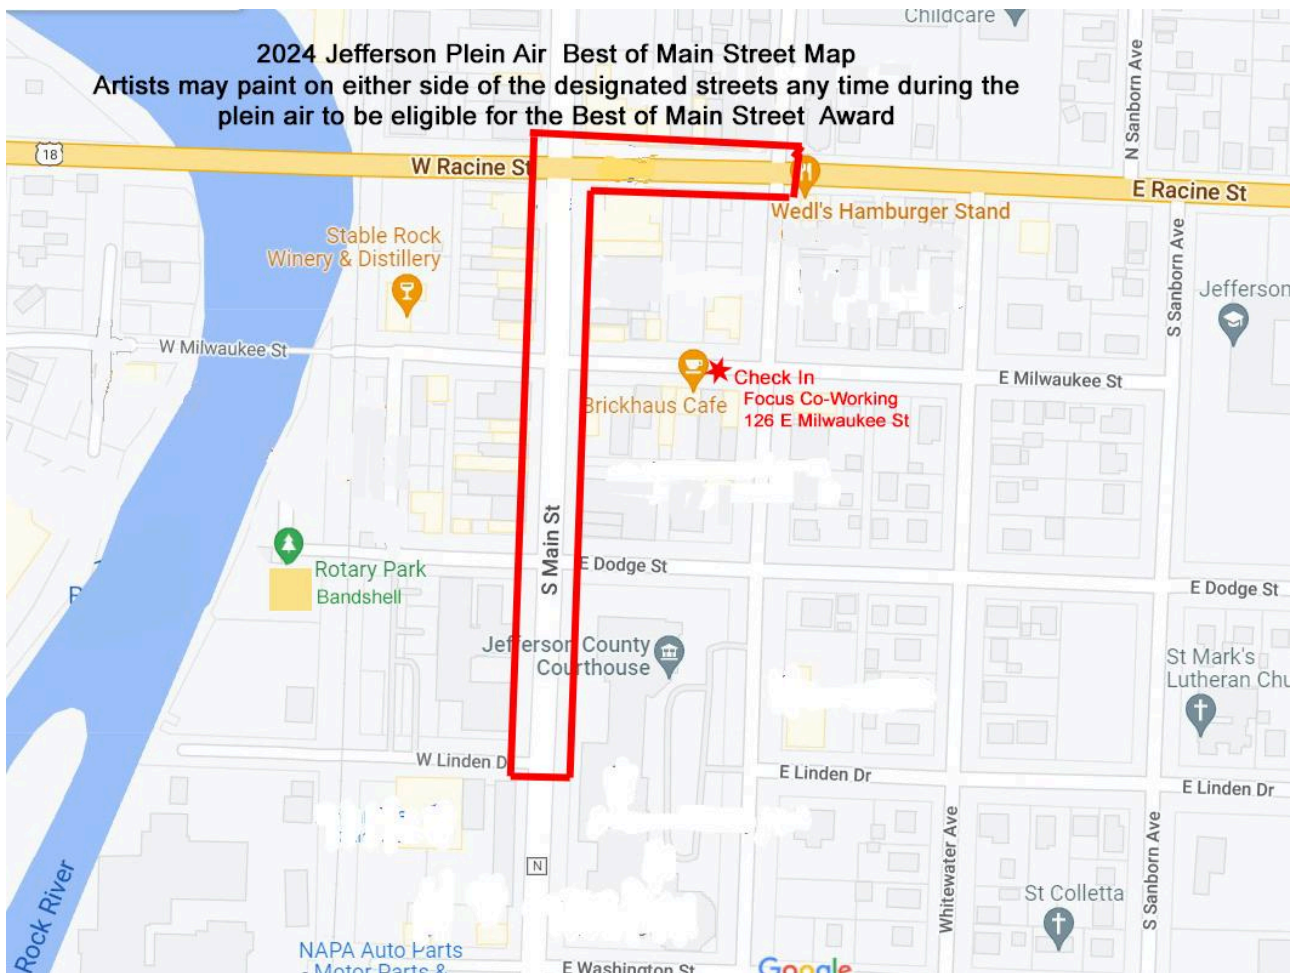 Childcare
2024 Jefferson Plein Air Best of Main Street Map
Artists may paint on either side of the designated streets any time during the
plein air to be eligible for the Best of Main Street Award
N Sanborn Ave
18
W Racine St
E Racine St
Wedl's Hamburger Stand
Stable Rock
Winery & Distillery
S Sanborn Ave
Jefferson
W Milwaukee St
E Milwaukee St
Check In
Focus Co-Working
126 E Milwaukee St
Brickhaus Cafe
S Main St
Rotary Park
Bandshell
E Dodge St
E Dodge St
Jefferson County
Courthouse
St Mark's
Lutheran Chu
W Linden D
E Linden Dr
E Linden Dr
Whitewater Ave
S Sanborn Ave
N
Rock River
St Colletta
NAPA Auto Parts
- Motor Parts &
E Washington St
Google